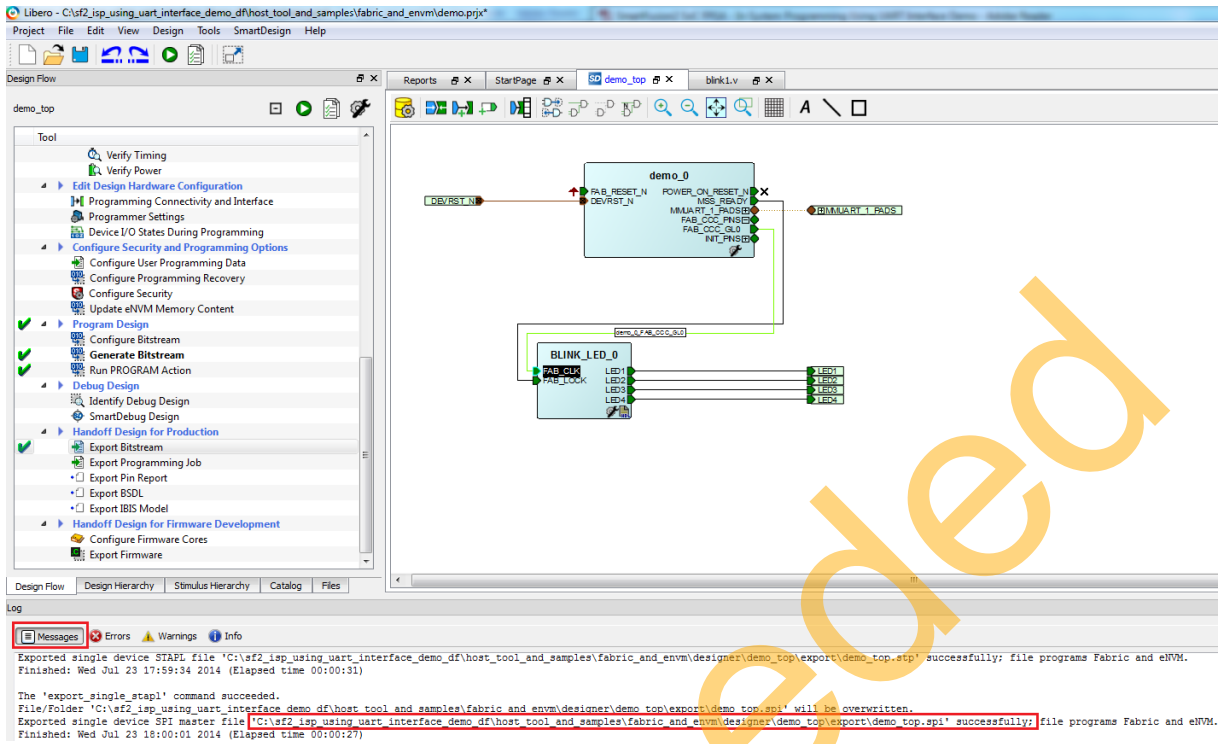 Libero - C:\sf2_isp_using_uart_interface_demo_df\host_tool_and_samples\fabric_and_envm\demo.prjx*
Project File Edit View Design Tools SmartDesign Help
Design Flow
Reports StartPage demo_top blink1.v
demo_top
Tool
Verify Timing
Verify Power
Edit Design Hardware Configuration
Programming Connectivity and Interface
Programmer Settings
Device I/O States During Programming
Configure Security and Programming Options
Configure User Programming Data
Configure Programming Recovery
Configure Security
Update eNVM Memory Content
Program Design
Configure Bitstream
Generate Bitstream
Run PROGRAM Action
Debug Design
Identify Debug Design
SmartDebug Design
Handoff Design for Production
Export Bitstream
Export Programming Job
Export Pin Report
Export BSDL
Export IBIS Model
Handoff Design for Firmware Development
Configure Firmware Cores
Export Firmware
Design Flow Design Hierarchy Stimulus Hierarchy Catalog Files
demo_0
FAB_RESET_N POWER_ON_RESET_N
DEVRST_N DEVRST_N MSS_READY
MMUART_1_PADS MMUART_1_PADS
FAB_CCC_PINS
FAB_CCC_GL0
INIT_PINS
demo_0_FAB_CCC_GL0
BLINK_LED_0
FAB_CLK LED1 LED1
FAB_LOCK LED2 LED2
LED3 LED3
LED4 LED4
ded
Log
Messages Errors Warnings Info
Exported single device STAPL file 'C:\sf2_isp_using_uart_interface_demo_df\host_tool_and_samples\fabric_and_envm\designer\demo_top\export\demo_top.stp' successfully; file programs Fabric and eNVM.
Finished: Wed Jul 23 17:59:34 2014 (Elapsed time 00:00:31)
The 'export_single_stapl' command succeeded.
File/Folder 'C:\sf2_isp_using_uart_interface_demo_df\host_tool_and_samples\fabric_and_envm\designer\demo_top\export\demo_top.spi' will be overwritten.
Exported single device SPI master file 'C:\sf2_isp_using_uart_interface_demo_df\host_tool_and_samples\fabric_and_envm\designer\demo_top\export\demo_top.spi' successfully; file programs Fabric and eNVM.
Finished: Wed Jul 23 18:00:01 2014 (Elapsed time 00:00:27)